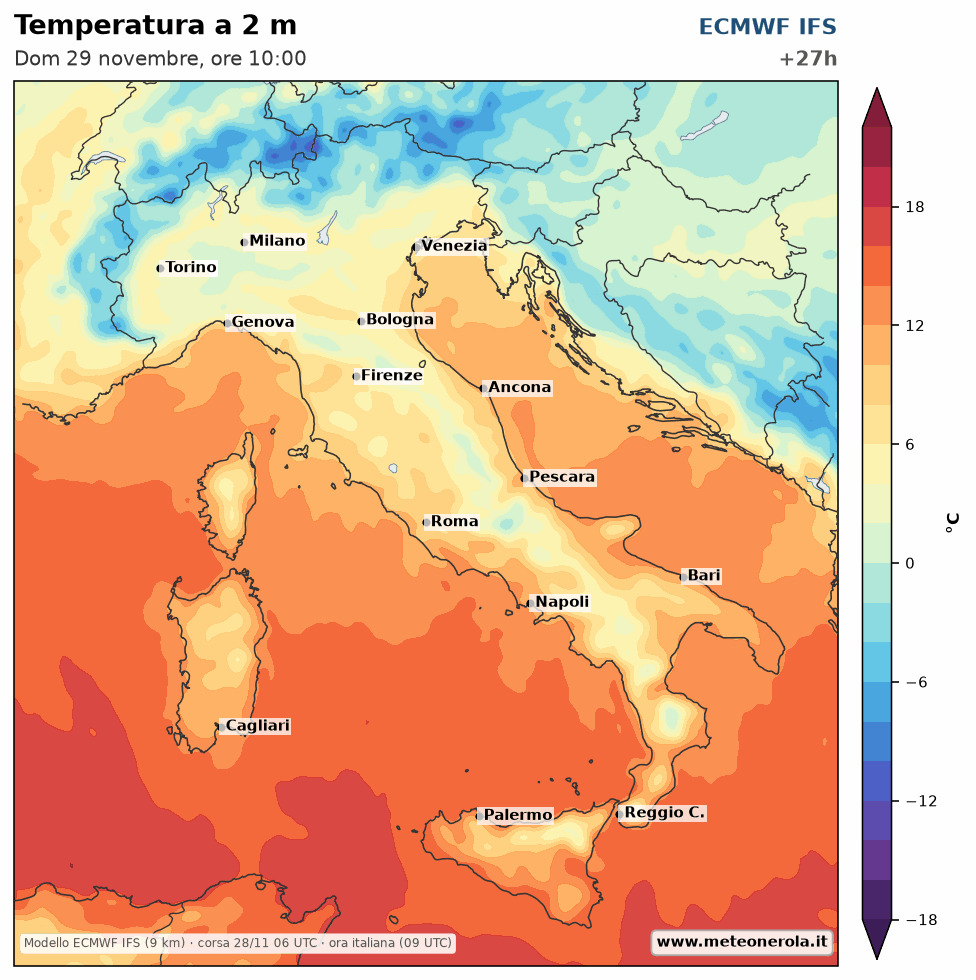 Temperatura a 2 m
ECMWF IFS
Dom 29 novembre, ore 10:00
+27h
Milano
Venezia
Torino
Genova
Bologna
Firenze
Ancona
Pescara
Roma
Bari
Napoli
Cagliari
Palermo
Reggio C.
18
12
6
0
−6
−12
−18
°C
Modello ECMWF IFS (9 km) · corsa 28/11 06 UTC · ora italiana (09 UTC)
www.meteonerola.it